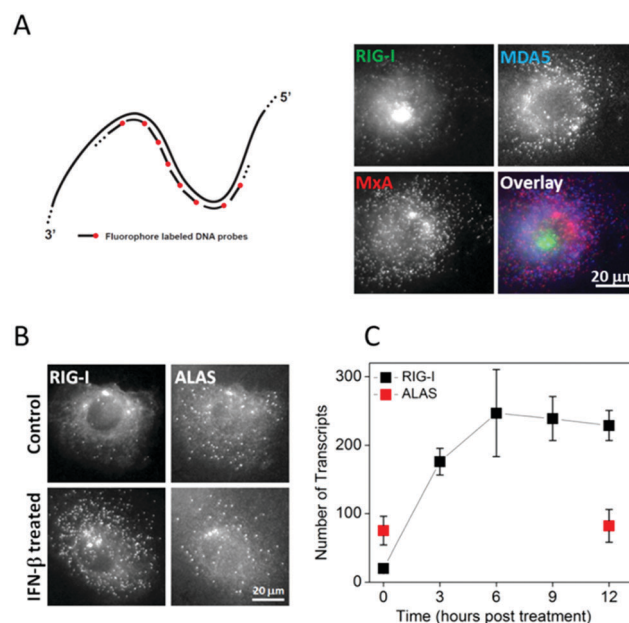 A
5’
3’
Fluorophore labeled DNA probes
RIG-I
MDA5
MxA
Overlay
20 µm
B
RIG-I
ALAS
Control
IFN-β treated
20 µm
C
RIG-I
ALAS
Number of Transcripts
300
200
100
0
0 3 6 9 12
Time (hours post treatment)